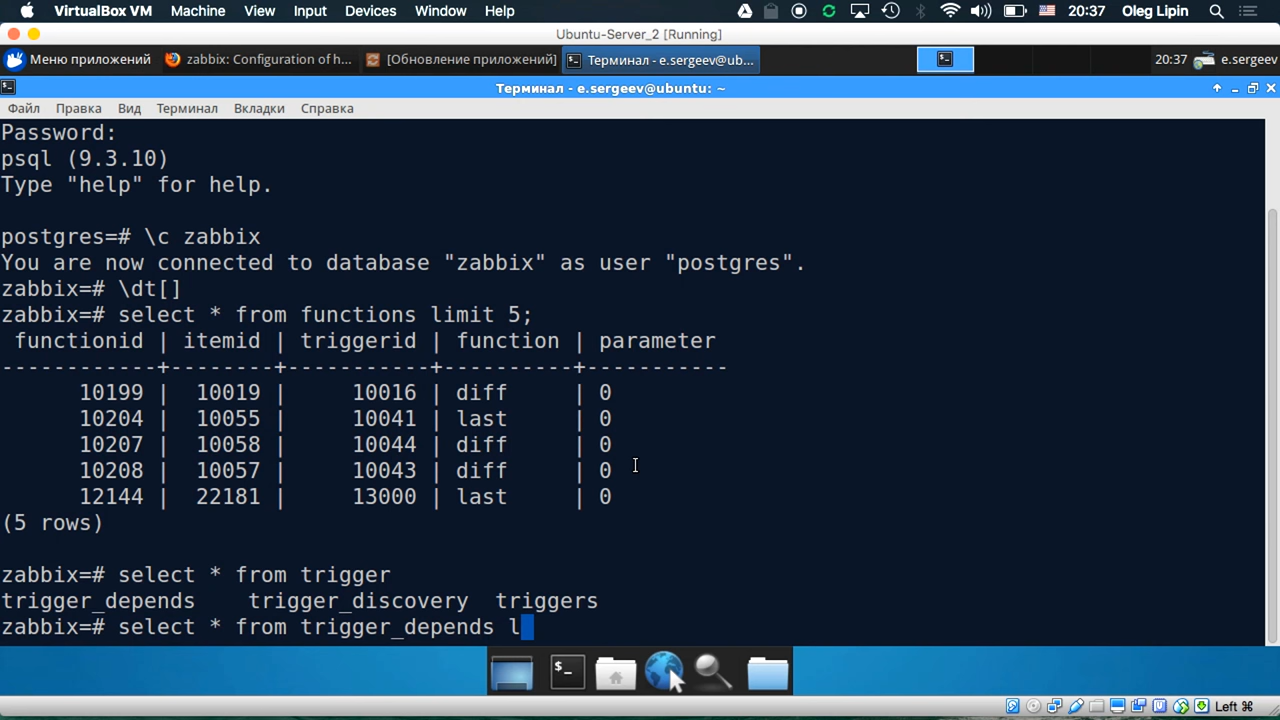 VirtualBox VM Machine View Input Devices Window Help 20:37 Oleg Lipin
Ubuntu-Server_2 [Running]
Меню приложений zabbix: Configuration of h... [Обновление приложений] Терминал - e.sergeev@ub... 20:37 e.sergeev
Терминал - e.sergeev@ubuntu: ~
Файл Правка Вид Терминал Вкладки Справка
Password:
psql (9.3.10)
Type "help" for help.
postgres=# \c zabbix
You are now connected to database "zabbix" as user "postgres".
zabbix=# \dt[]
zabbix=# select * from functions limit 5;
functionid | itemid | triggerid | function | parameter
------------+--------+-----------+----------+-----------
10199 | 10019 | 10016 | diff | 0
10204 | 10055 | 10041 | last | 0
10207 | 10058 | 10044 | diff | 0
10208 | 10057 | 10043 | diff | 0
12144 | 22181 | 13000 | last | 0
(5 rows)
zabbix=# select * from trigger
trigger_depends trigger_discovery triggers
zabbix=# select * from trigger_depends l
Left ⌘